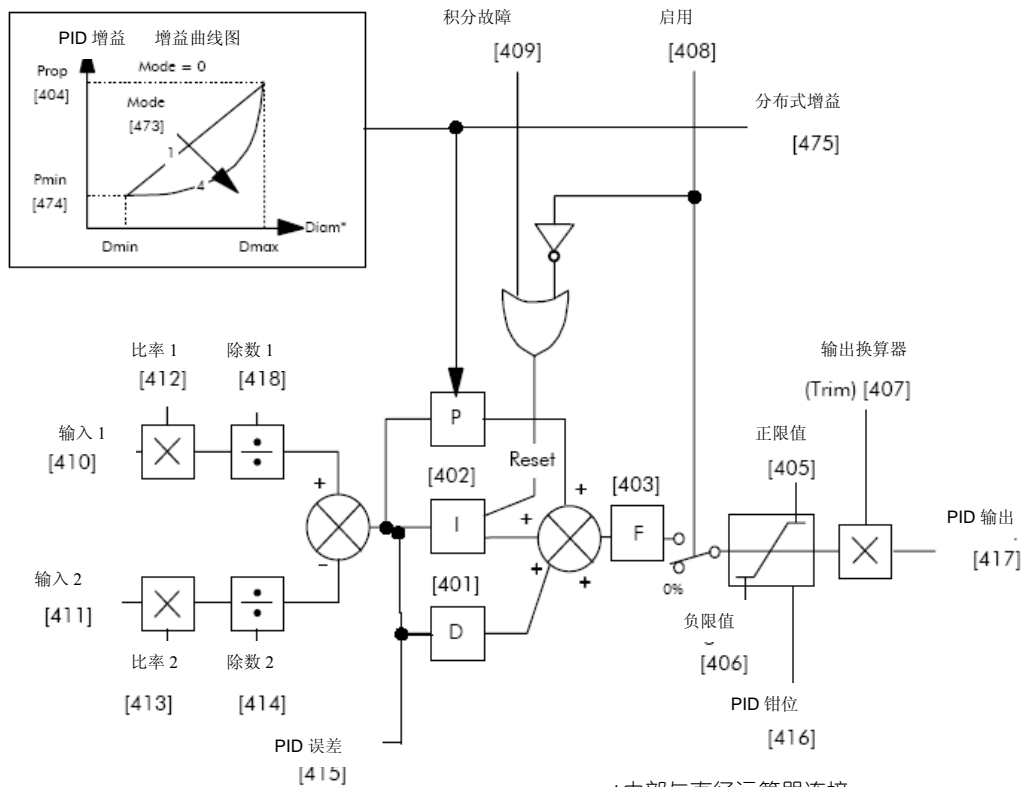 PID 增益 增益曲线图
Prop
[404]
Mode = 0
Mode
[473]
1
4
Pmin
[474]
Dmin
Dmax
Diam*
积分故障
[409]
启用
[408]
分布式增益
[475]
比率 1
[412]
除数 1
[418]
输入 1
[410]
输入 2
[411]
比率 2
[413]
除数 2
[414]
+
−
P
[402]
Reset
I
[401]
D
+
+
+
+
[403]
F
0%
PID 误差
[415]
输出换算器
(Trim) [407]
正限值
[405]
负限值
[406]
PID 钳位
[416]
PID 输出
[417]